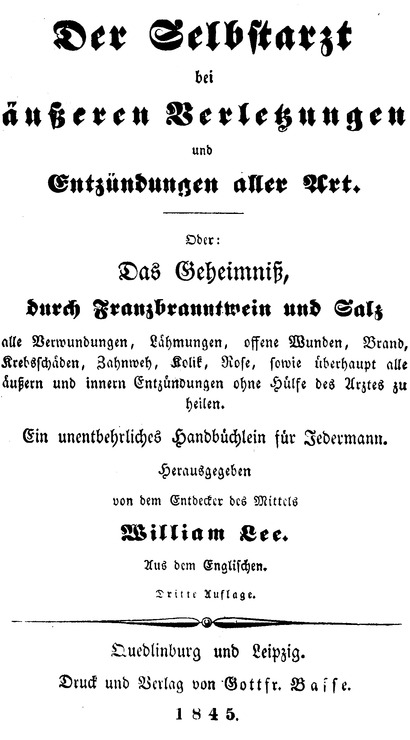 Der Selbstarzt
bei
äußeren Verletzungen
und
Entzündungen aller Art.
Oder:
Das Geheimniß,
durch Franzbranntwein und Salz
alle Verwundungen, Lähmungen, offene Wunden, Brand,
Krebsschäden, Zahnweh, Kolik, Rose, sowie überhaupt alle
äußern und innern Entzündungen ohne Hülfe des Arztes zu
heilen.
Ein unentbehrliches Handbüchlein für Jedermann.
Herausgegeben
von dem Entdecker des Mittels
William Lee.
Aus dem Englischen.
Dritte Auflage.
Quedlinburg und Leipzig.
Druck und Verlag von Gottfr. Basse.
1845.